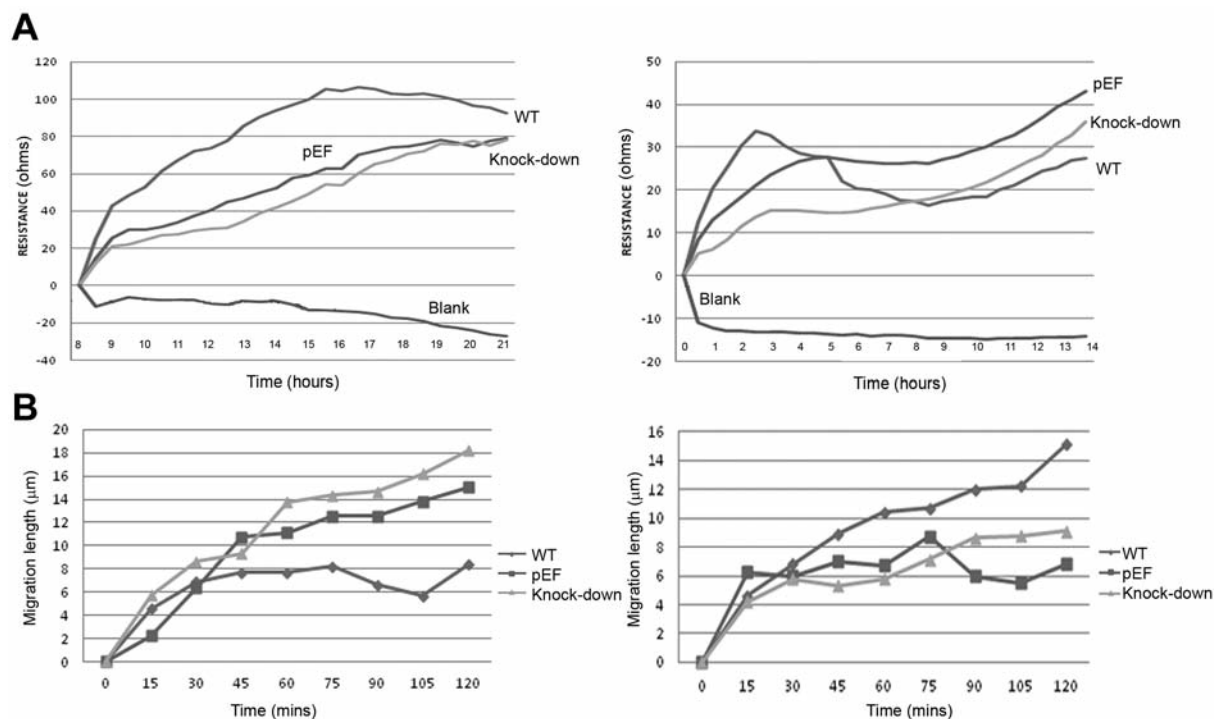 A
RESISTANCE (ohms)
120
100
80
60
40
20
0
-20
-40
WT
pEF
Knock-down
Blank
8 9 10 11 12 13 14 15 16 17 18 19 20 21
Time (hours)
RESISTANCE (ohms)
50
40
30
20
10
0
-10
-20
pEF
Knock-down
WT
Blank
0 1 2 3 4 5 6 7 8 9 10 11 12 13 14
Time (hours)
B
Migration length (μm)
20
18
16
14
12
10
8
6
4
2
0
0 15 30 45 60 75 90 105 120
Time (mins)
WT
pEF
Knock-down
Migration length (μm)
16
14
12
10
8
6
4
2
0
0 15 30 45 60 75 90 105 120
Time (mins)
WT
pEF
Knock-down